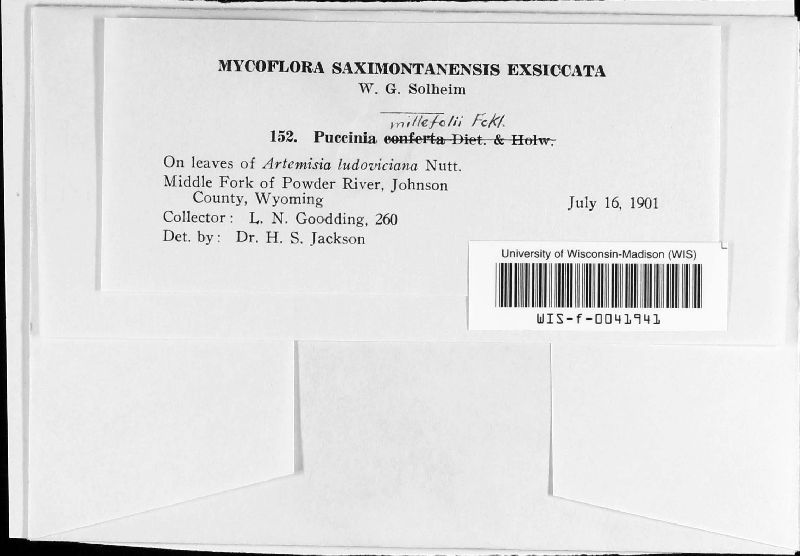 MYCOFLORA SAXIMONTANENSIS EXSICCATA
W. G. Solheim
millefolii Fckl.
152. Puccinia conferta Diet. & Holw.
On leaves of Artemisia ludoviciana Nutt.
Middle Fork of Powder River, Johnson
County, Wyoming
July 16, 1901
Collector: L. N. Goodding, 260
Det. by: Dr. H. S. Jackson
University of Wisconsin-Madison (WIS)
WIS-f-0041941